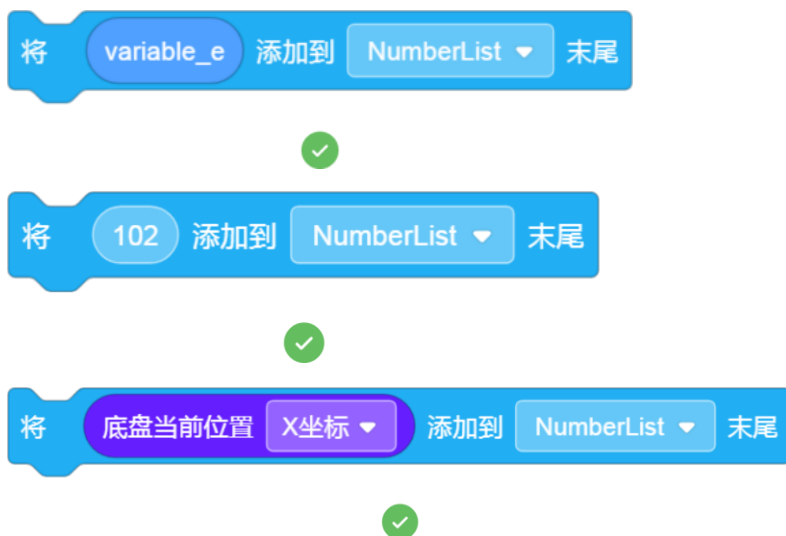 将 variable_e 添加到 NumberList 末尾
将 102 添加到 NumberList 末尾
将 底盘当前位置 X坐标 添加到 NumberList 末尾